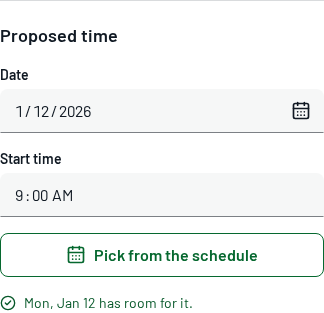 Proposed time
Date
1/12/2026
Start time
9:00 AM
Pick from the schedule
Mon, Jan 12 has room for it.